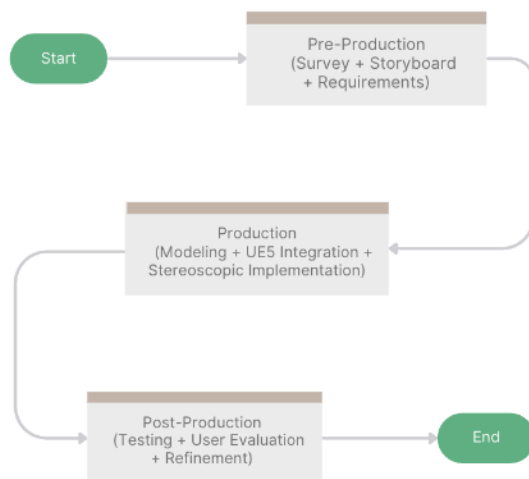 Start
Pre-Production
(Survey + Storyboard
+ Requirements)
Production
(Modeling + UE5 Integration +
Stereoscopic Implementation)
Post-Production
(Testing + User Evaluation
+ Refinement)
End